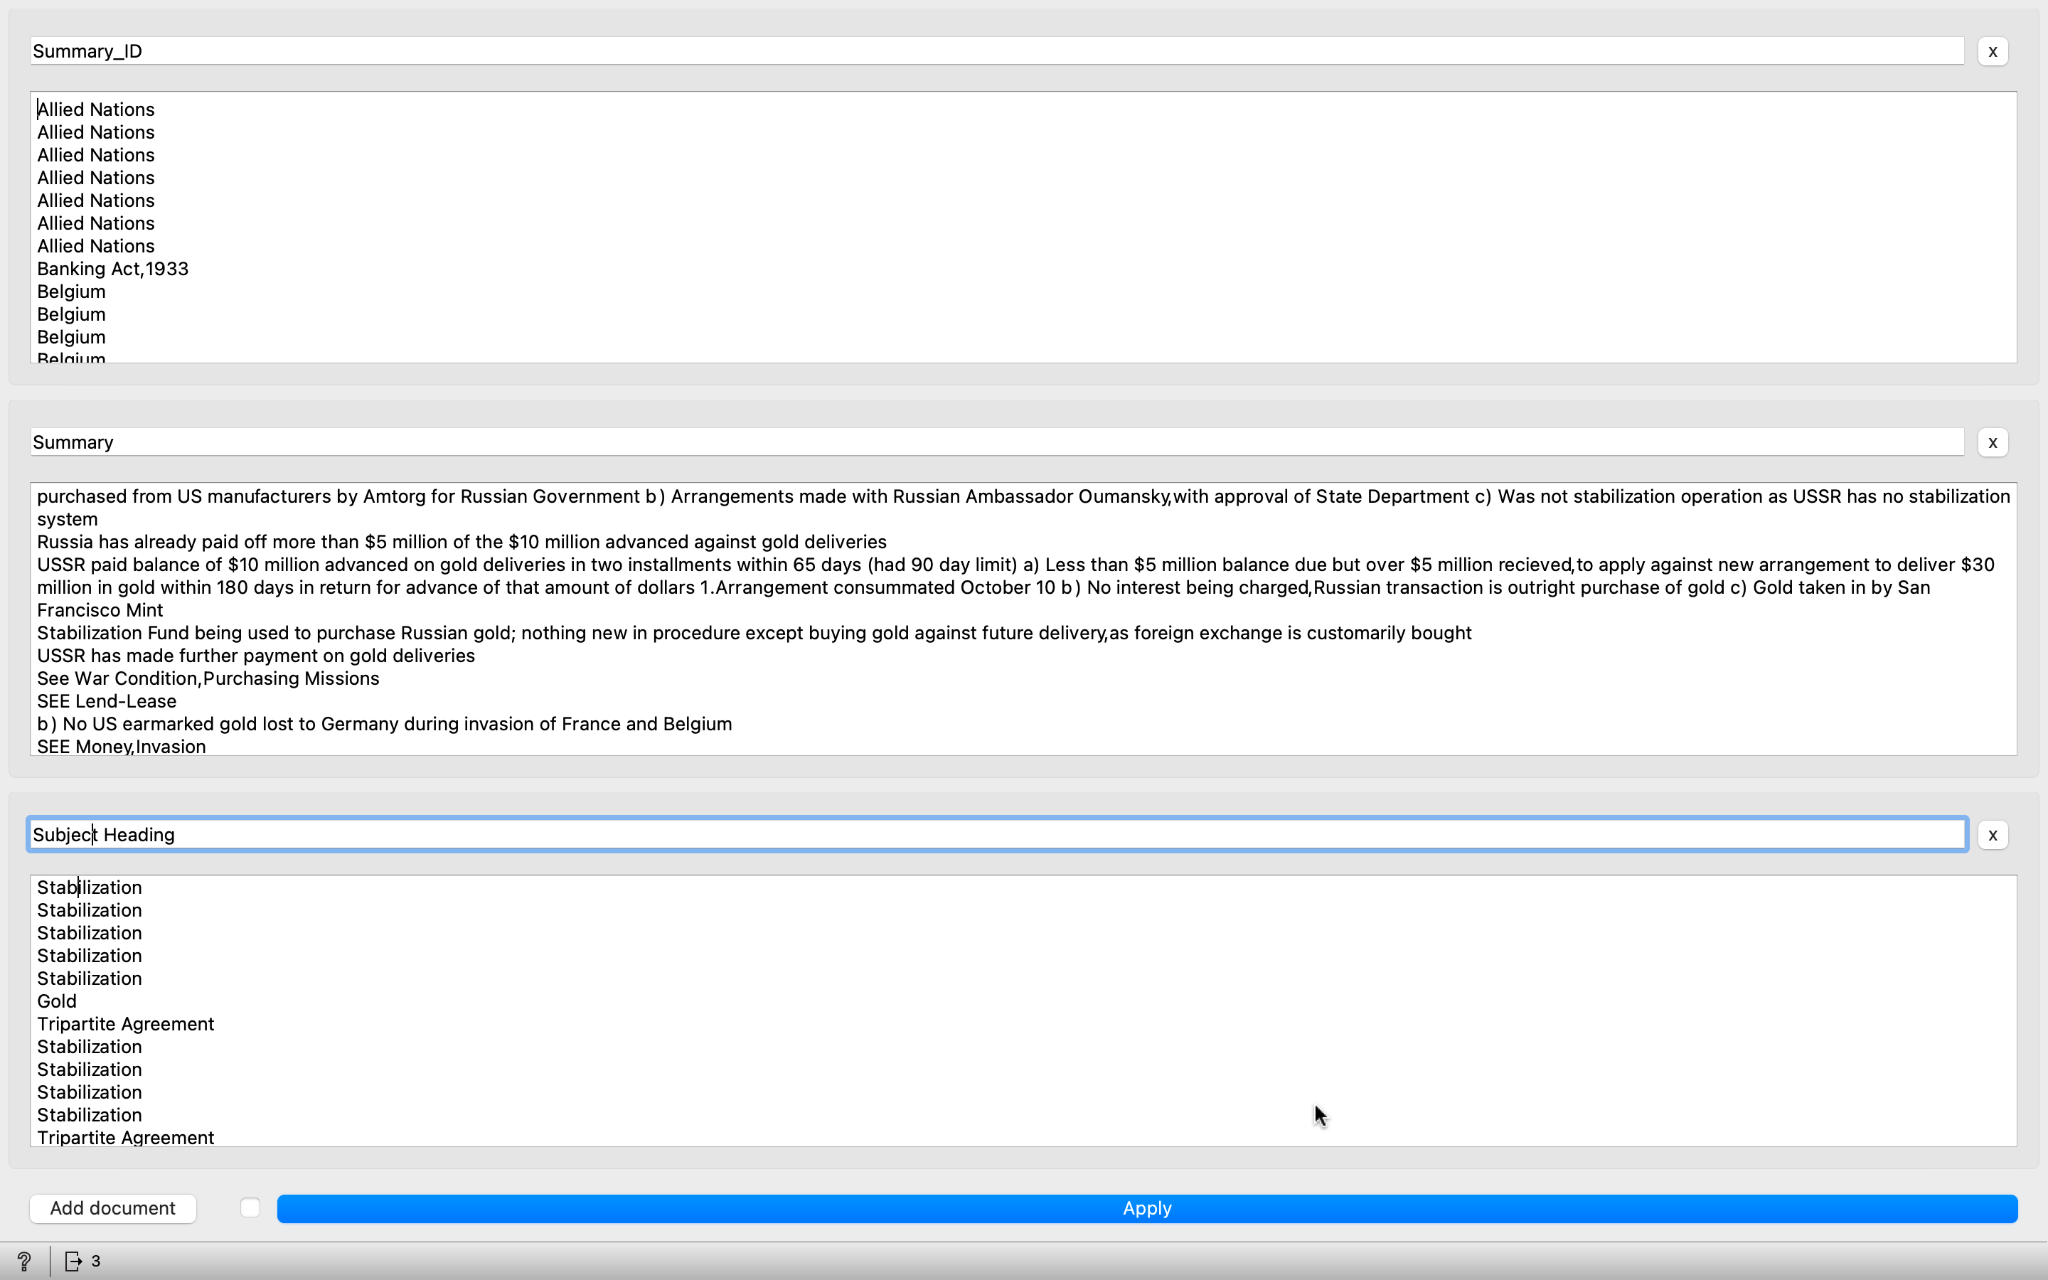 Summary_ID
x
Allied Nations
Allied Nations
Allied Nations
Allied Nations
Allied Nations
Allied Nations
Allied Nations
Banking Act,1933
Belgium
Belgium
Belgium
Belgium
Summary
x
purchased from US manufacturers by Amtorg for Russian Government b) Arrangements made with Russian Ambassador Oumansky,with approval of State Department c) Was not stabilization operation as USSR has no stabilization
system
Russia has already paid off more than $5 million of the $10 million advanced against gold deliveries
USSR paid balance of $10 million advanced on gold deliveries in two installments within 65 days (had 90 day limit) a) Less than $5 million balance due but over $5 million recieved,to apply against new arrangement to deliver $30
million in gold within 180 days in return for advance of that amount of dollars 1.Arrangement consummated October 10 b) No interest being charged,Russian transaction is outright purchase of gold c) Gold taken in by San
Francisco Mint
Stabilization Fund being used to purchase Russian gold; nothing new in procedure except buying gold against future delivery,as foreign exchange is customarily bought
USSR has made further payment on gold deliveries
See War Condition,Purchasing Missions
SEE Lend-Lease
b) No US earmarked gold lost to Germany during invasion of France and Belgium
SEE Money,Invasion
Subject Heading
x
Stabilization
Stabilization
Stabilization
Stabilization
Stabilization
Gold
Tripartite Agreement
Stabilization
Stabilization
Stabilization
Stabilization
Tripartite Agreement
Add document
Apply
? 3